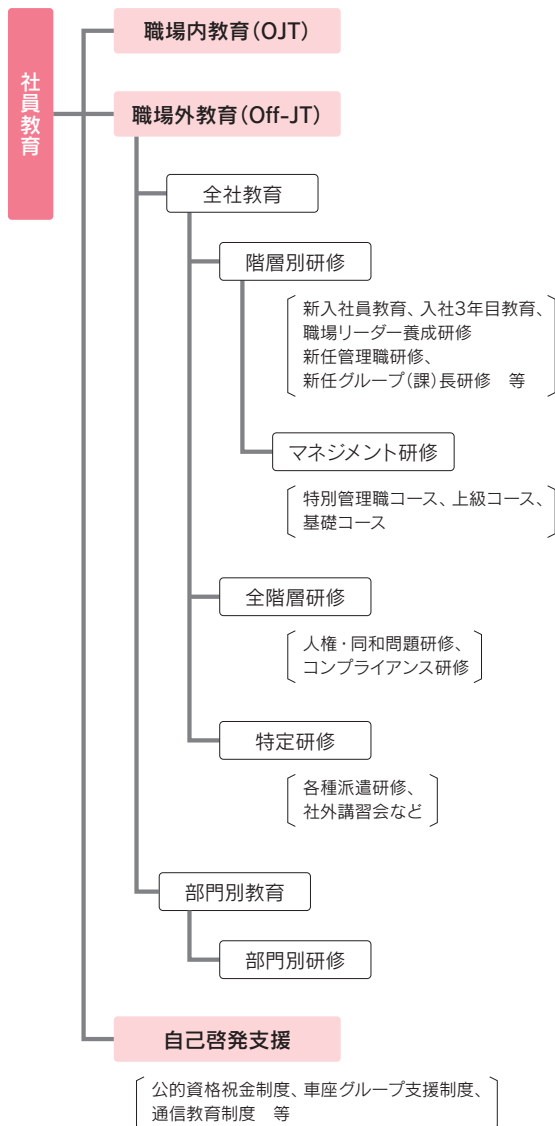 社員教育
職場内教育（OJT）
職場外教育（Off-JT）
全社教育
階層別研修
新入社員教育、入社3年目教育、
職場リーダー養成研修
新任管理職研修、
新任グループ（課）長研修　等
マネジメント研修
特別管理職コース、上級コース、
基礎コース
全階層研修
人権・同和問題研修、
コンプライアンス研修
特定研修
各種派遣研修、
社外講習会など
部門別教育
部門別研修
自己啓発支援
公的資格祝金制度、車座グループ支援制度、
通信教育制度　等